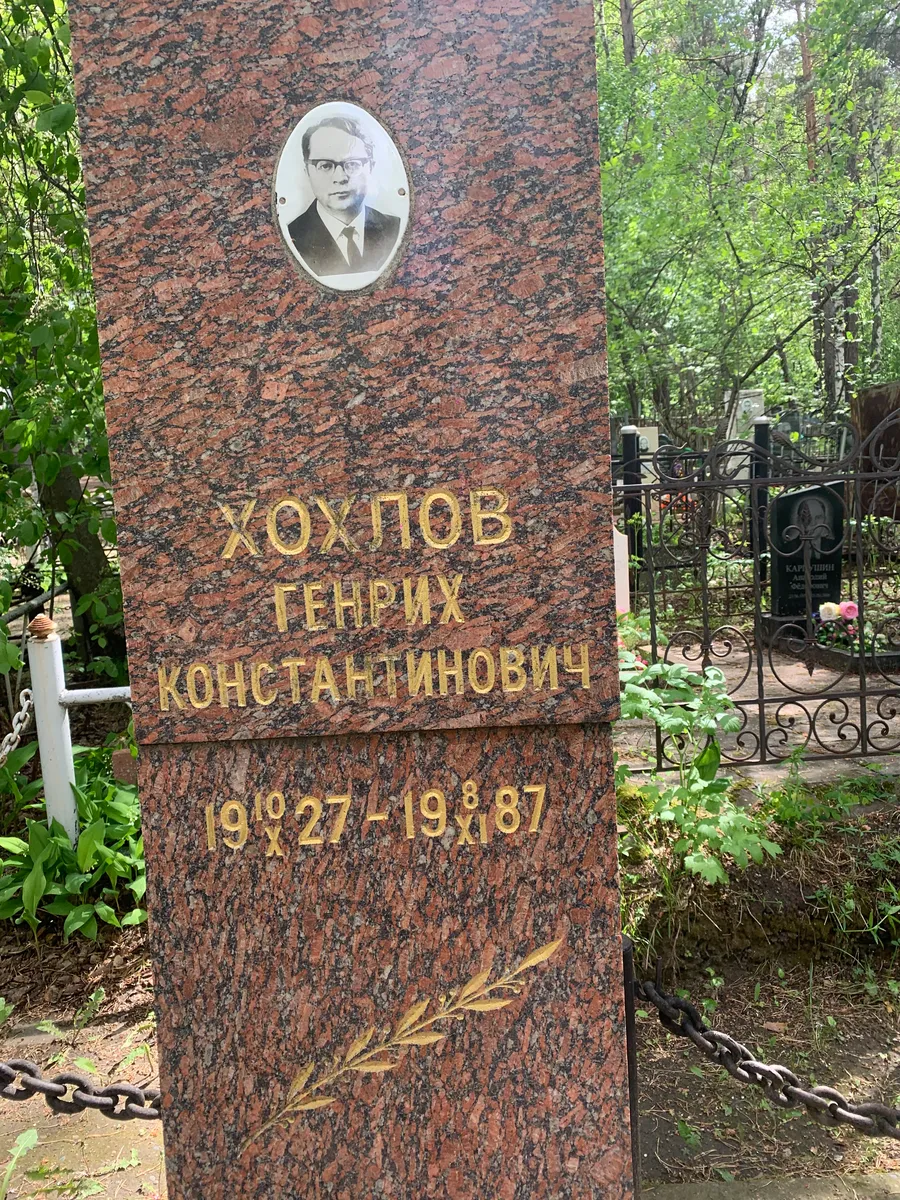 ХОХЛОВ
ГЕНРИХ
КОНСТАНТИНОВИЧ
19 10/X 27 – 19 8/XI 87